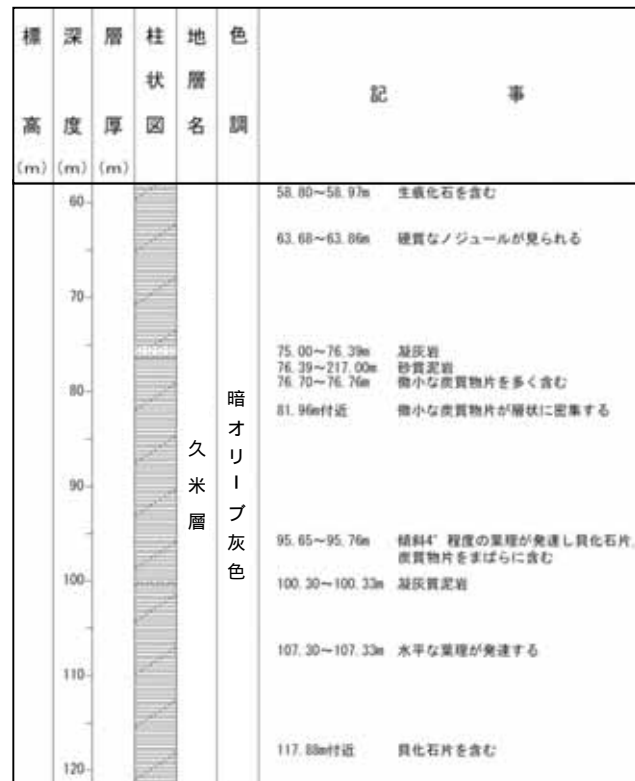 標高(m)
深度(m)
層厚(m)
柱状図
地層名
色調
記事
58.80~58.97m 生痕化石を含む
60
63.68~63.86m 硬質なノジュールが見られる
70
75.00~76.39m 凝灰岩
76.39~217.00m 砂質泥岩
76.70~76.76m 微小な炭質物片を多く含む
80
81.96m付近 微小な炭質物片が層状に密集する
久米層
暗オリーブ灰色
90
95.65~95.76m 傾斜4° 程度の葉理が発達し貝化石片,
炭質物片をまばらに含む
100
100.30~100.33m 凝灰質泥岩
107.30~107.33m 水平な葉理が発達する
110
117.88m付近 貝化石片を含む
120